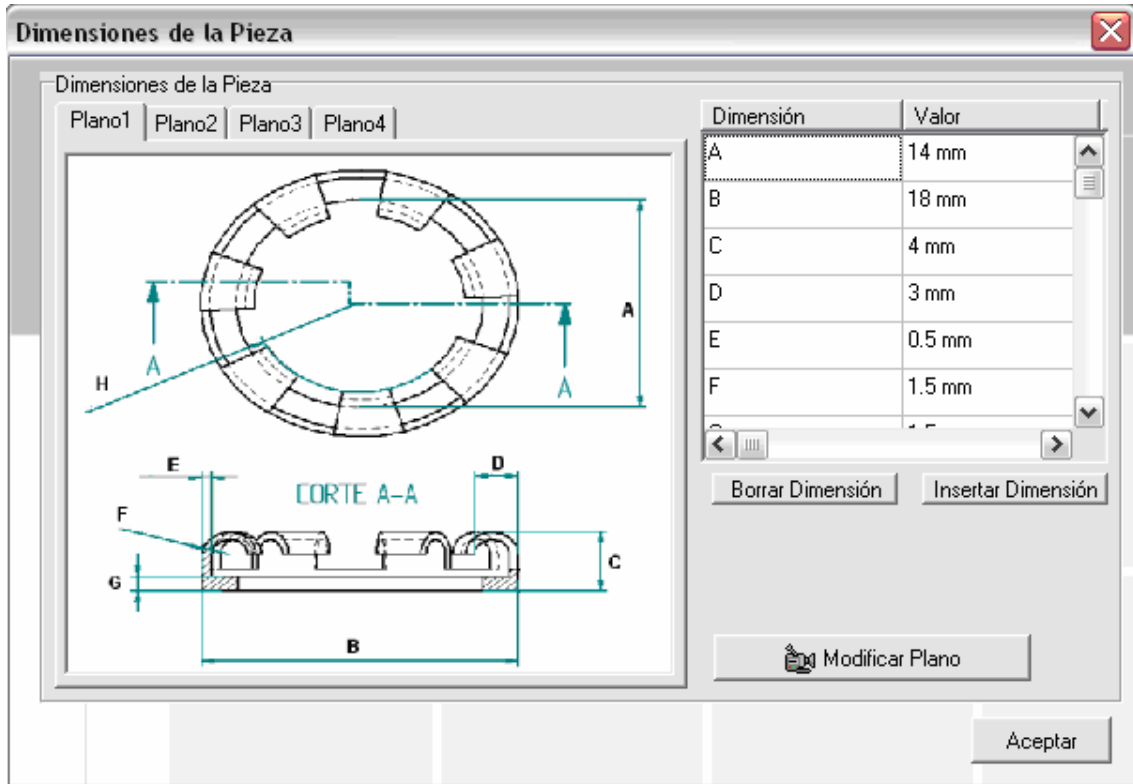 Dimensiones de la Pieza
Dimensiones de la Pieza
Plano1 Plano2 Plano3 Plano4
Dimensión Valor
A 14 mm
B 18 mm
C 4 mm
D 3 mm
E 0.5 mm
F 1.5 mm
A
A
A
H
E
D
CORTE A-A
F
C
G
B
Borrar Dimensión Insertar Dimensión
Modificar Plano
Aceptar